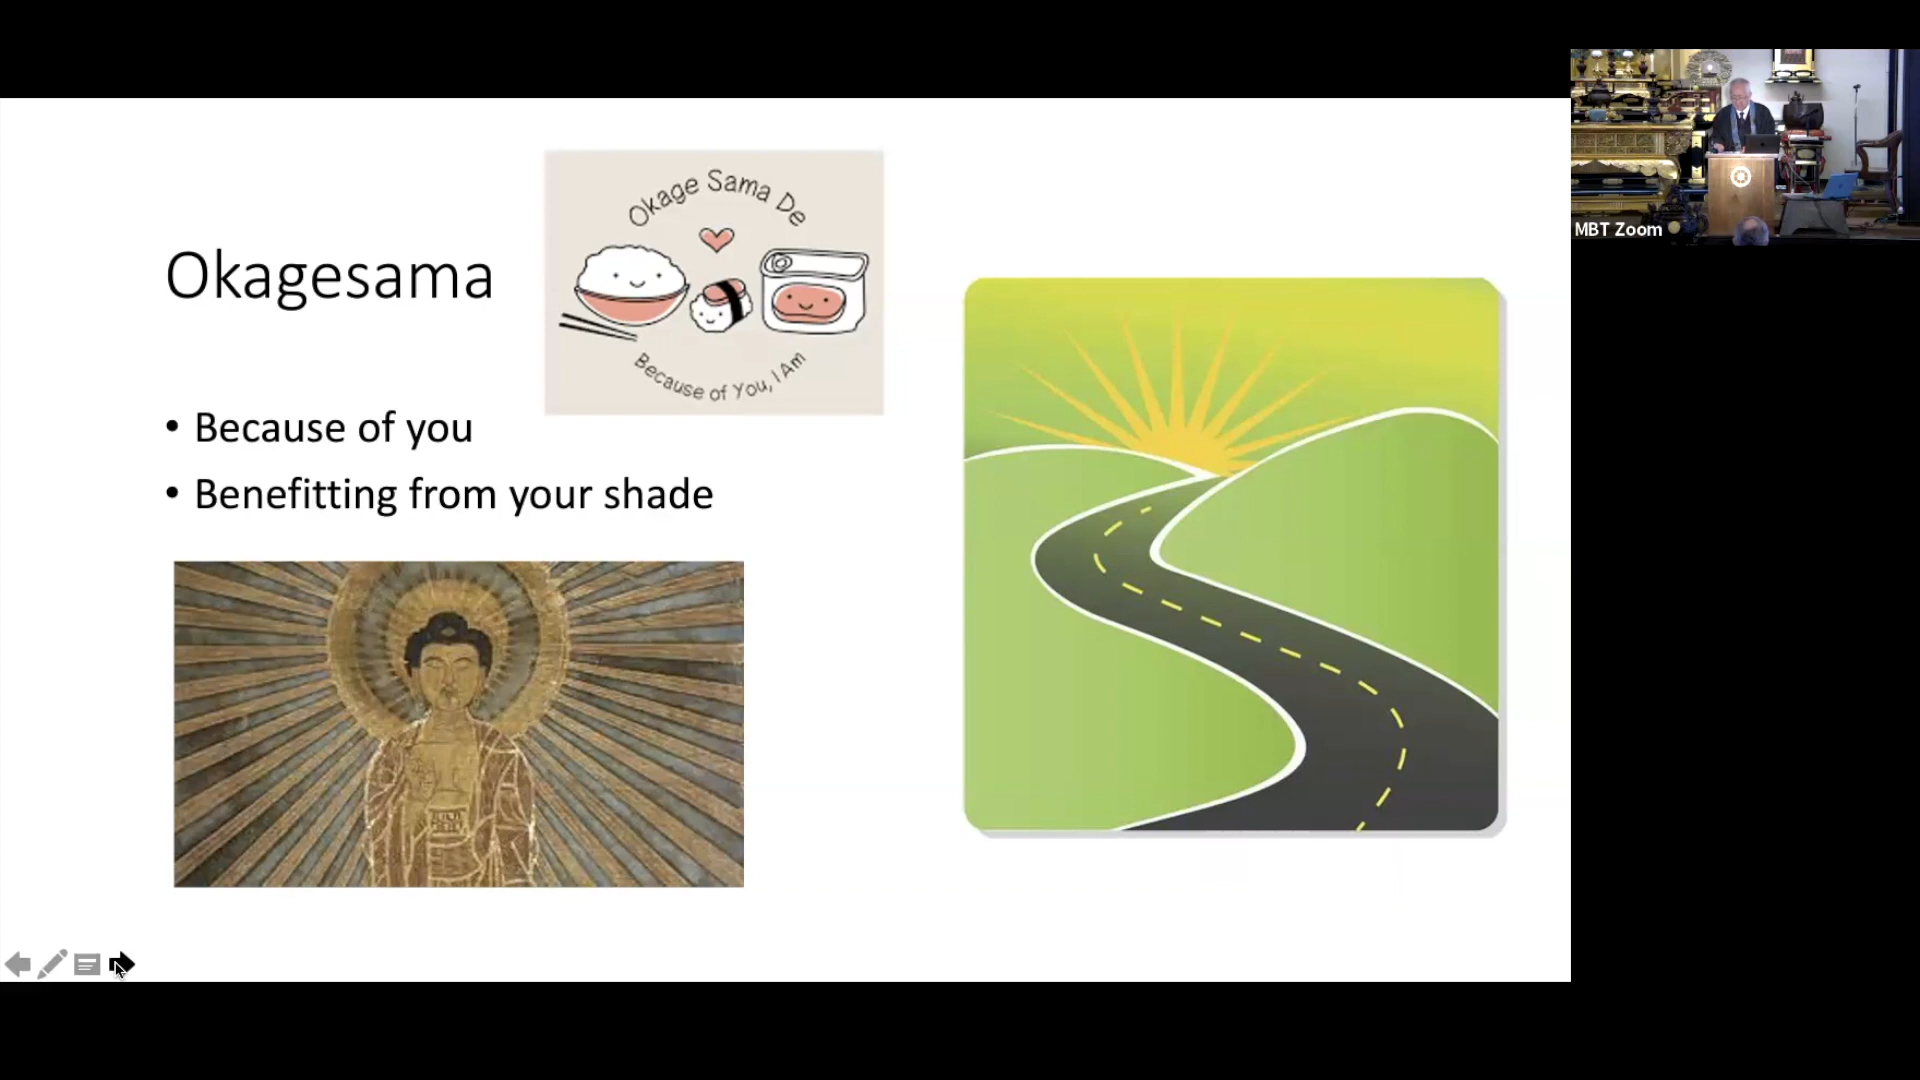 Okagesama
Okage Sama De
Because of You, I Am
• Because of you
• Benefitting from your shade
MBT Zoom